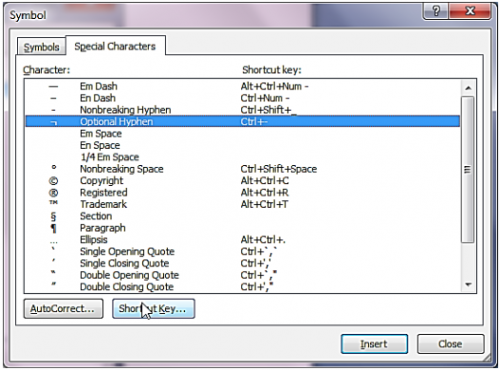 Symbol
Symbols Special Characters
Character: Shortcut key:
— Em Dash Alt+Ctrl+Num -
– En Dash Ctrl+Num -
- Nonbreaking Hyphen Ctrl+Shift+_
¬ Optional Hyphen Ctrl+-
Em Space
En Space
1/4 Em Space
° Nonbreaking Space Ctrl+Shift+Space
© Copyright Alt+Ctrl+C
® Registered Alt+Ctrl+R
™ Trademark Alt+Ctrl+T
§ Section
¶ Paragraph
… Ellipsis Alt+Ctrl+.
‘ Single Opening Quote Ctrl+`,`
’ Single Closing Quote Ctrl+','
“ Double Opening Quote Ctrl+`,"
” Double Closing Quote Ctrl+',"
AutoCorrect... Shortcut Key...
Insert Close